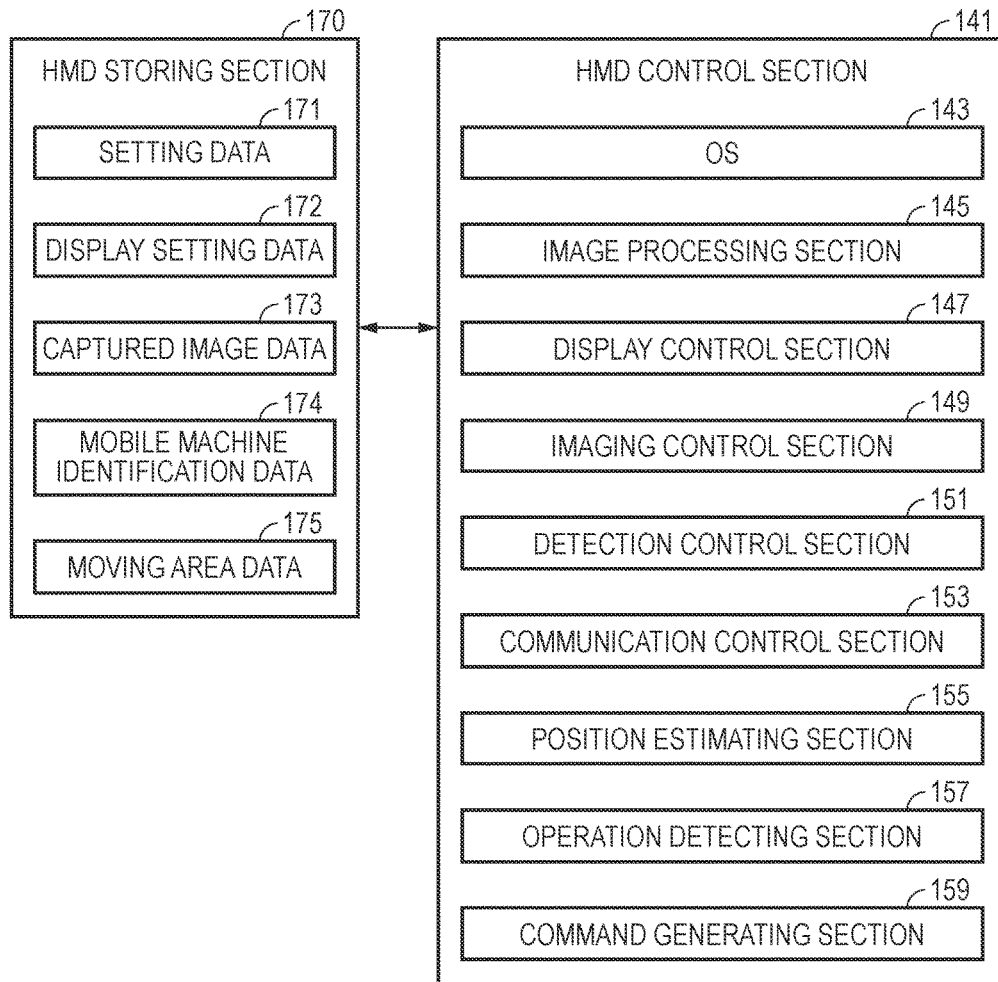 170
HMD STORING SECTION
171
SETTING DATA
172
DISPLAY SETTING DATA
173
CAPTURED IMAGE DATA
174
MOBILE MACHINE
IDENTIFICATION DATA
175
MOVING AREA DATA
141
HMD CONTROL SECTION
143
OS
145
IMAGE PROCESSING SECTION
147
DISPLAY CONTROL SECTION
149
IMAGING CONTROL SECTION
151
DETECTION CONTROL SECTION
153
COMMUNICATION CONTROL SECTION
155
POSITION ESTIMATING SECTION
157
OPERATION DETECTING SECTION
159
COMMAND GENERATING SECTION